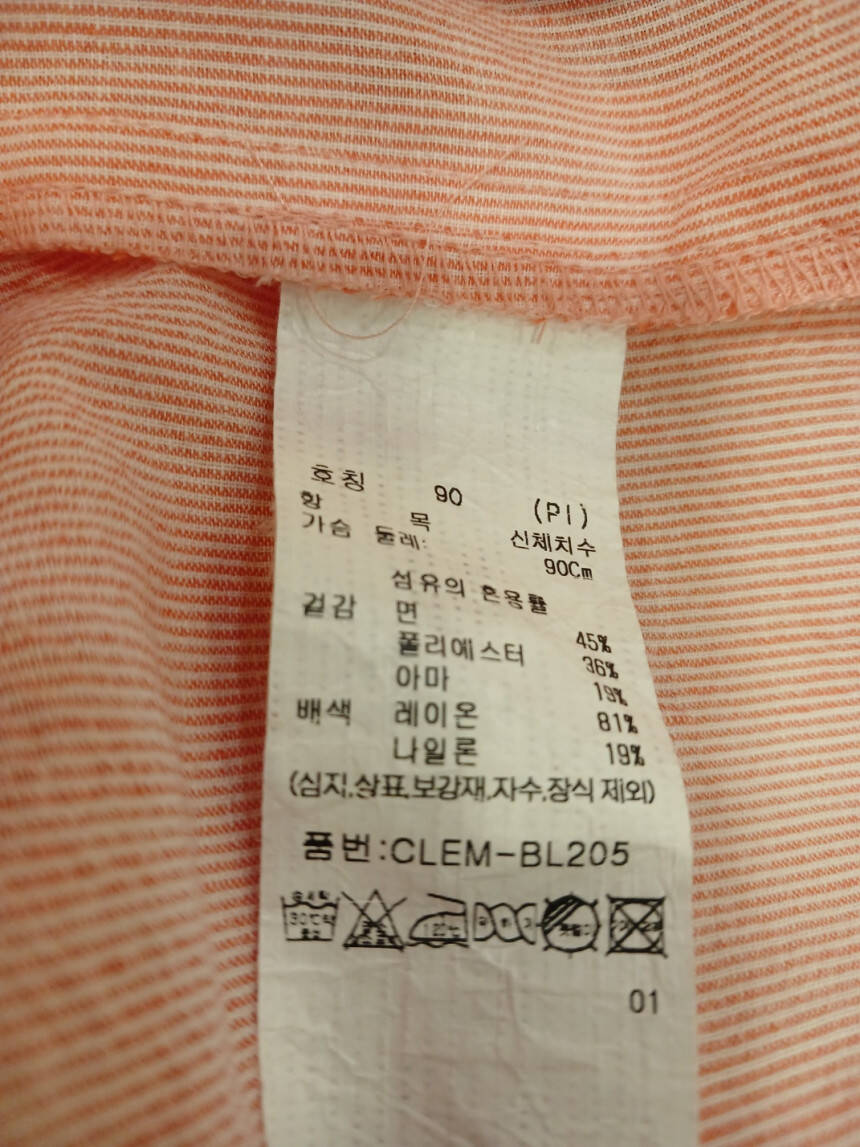 호칭 90 (PI)
항 목 신체치수
가슴 둘레: 90Cm
섬유의 혼용률
겉감 면 45%
폴리에스터 36%
아마 19%
배색 레이온 81%
나일론 19%
(심지,상표,보강재,자수,장식 제외)
품번:CLEM-BL205
30℃ 120℃
01